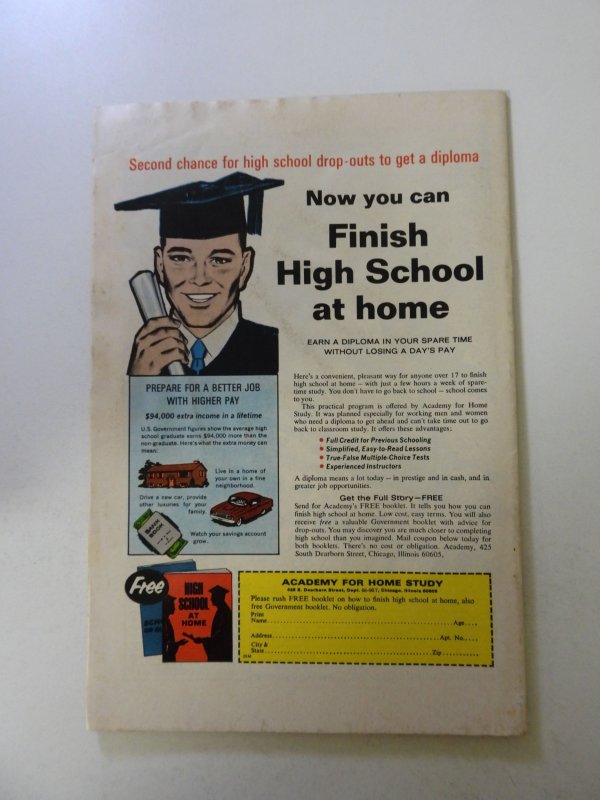 Second chance for high school drop-outs to get a diploma
Now you can
Finish
High School
at home
EARN A DIPLOMA IN YOUR SPARE TIME
WITHOUT LOSING A DAY'S PAY
PREPARE FOR A BETTER JOB
WITH HIGHER PAY
$94,000 extra income in a lifetime
U.S. Government figures show the average high
school graduate earns $94,000 more than the
non-graduate. Here's what the extra money can
mean:
Live in a home of
your own in a fine
neighborhood.
Drive a new car, provide
other luxuries for your
family.
BANK
BOOK
Watch your savings account
grow.
Here's a convenient, pleasant way for anyone over 17 to finish
high school at home – with just a few hours a week of spare-
time study. You don't have to go back to school – school comes
to you.
This practical program is offered by Academy for Home
Study. It was planned especially for working men and women
who need a diploma to get ahead and can't take time out to go
back to classroom study. It offers these advantages:
• Full Credit for Previous Schooling
• Simplified, Easy-to-Read Lessons
• True-False Multiple-Choice Tests
• Experienced Instructors
A diploma means a lot today – in prestige and in cash, and in
greater job opportunities.
Get the Full Story—FREE
Send for Academy's FREE booklet. It tells you how you can
finish high school at home. Low cost, easy terms. You will also
receive free a valuable Government booklet with advice for
drop-outs. You may discover you are much closer to completing
high school than you imagined. Mail coupon below today for
both booklets. There's no cost or obligation. Academy, 425
South Dearborn Street, Chicago, Illinois 60605,
Free
HIGH
SCHOOL
AT
HOME
ACADEMY FOR HOME STUDY
Dearborn Street, Dept. Chicago, Illinois 60605
Please rush FREE booklet on how to finish high school at home, also
free Government booklet. No obligation.
Print
Name Age
Address Apt. No.
City &
State Zip